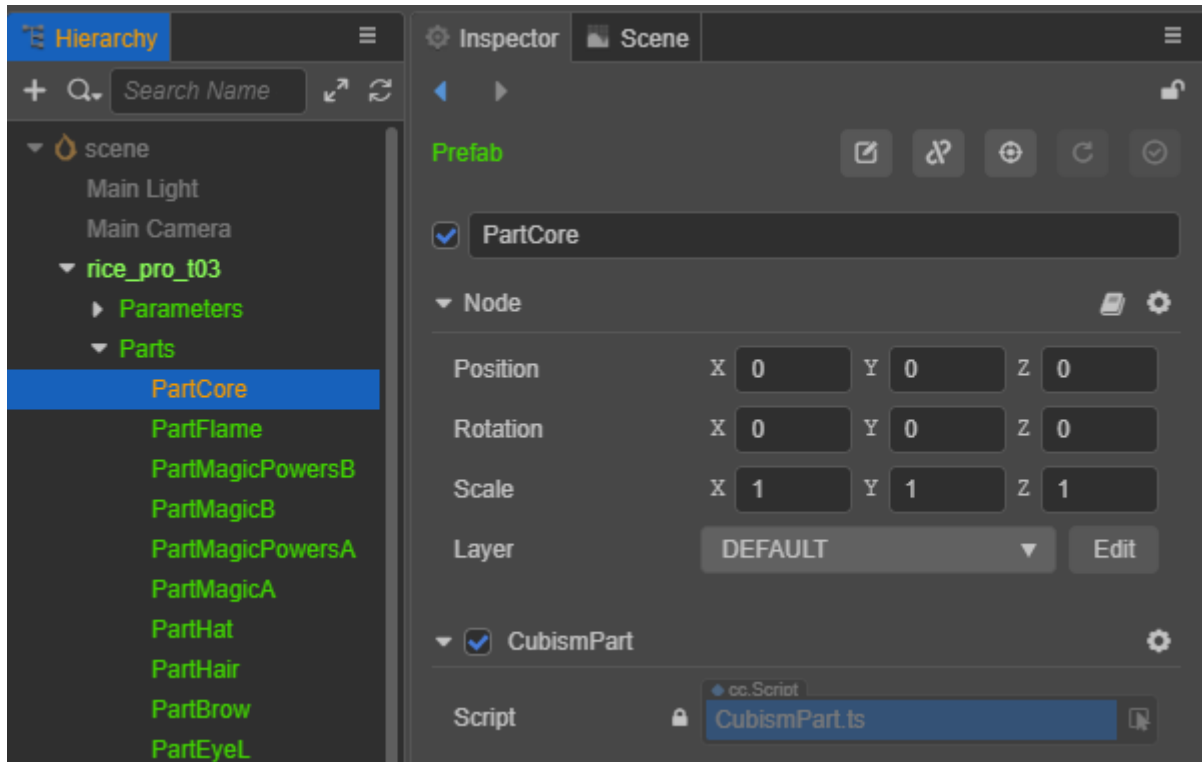 Hierarchy
Search Name
scene
Main Light
Main Camera
rice_pro_t03
Parameters
Parts
PartCore
PartFlame
PartMagicPowersB
PartMagicB
PartMagicPowersA
PartMagicA
PartHat
PartHair
PartBrow
PartEyeL
Inspector Scene
Prefab
PartCore
Node
Position X 0 Y 0 Z 0
Rotation X 0 Y 0 Z 0
Scale X 1 Y 1 Z 1
Layer DEFAULT Edit
CubismPart
cc.Script
Script CubismPart.ts